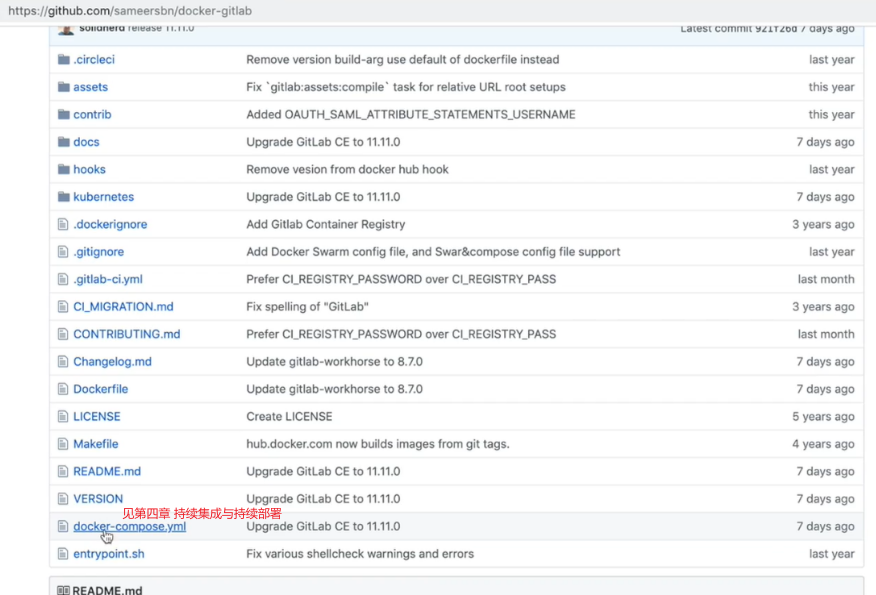 https://github.com/sameersbn/docker-gitlab
solidnerd release 11.11.0 Latest commit 921f26d 7 days ago
.circleci Remove version build-arg use default of dockerfile instead last year
assets Fix `gitlab:assets:compile` task for relative URL root setups this year
contrib Added OAUTH_SAML_ATTRIBUTE_STATEMENTS_USERNAME this year
docs Upgrade GitLab CE to 11.11.0 7 days ago
hooks Remove vesion from docker hub hook last year
kubernetes Upgrade GitLab CE to 11.11.0 7 days ago
.dockerignore Add Gitlab Container Registry 3 years ago
.gitignore Add Docker Swarm config file, and Swar&compose config file support last year
.gitlab-ci.yml Prefer CI_REGISTRY_PASSWORD over CI_REGISTRY_PASS last month
CI_MIGRATION.md Fix spelling of "GitLab" 3 years ago
CONTRIBUTING.md Prefer CI_REGISTRY_PASSWORD over CI_REGISTRY_PASS last month
Changelog.md Update gitlab-workhorse to 8.7.0 7 days ago
Dockerfile Update gitlab-workhorse to 8.7.0 7 days ago
LICENSE Create LICENSE 5 years ago
Makefile hub.docker.com now builds images from git tags. 4 years ago
README.md Upgrade GitLab CE to 11.11.0 7 days ago
VERSION Upgrade GitLab CE to 11.11.0 7 days ago
见第四章 持续集成与持续部署
docker-compose.yml Upgrade GitLab CE to 11.11.0 7 days ago
entrypoint.sh Fix various shellcheck warnings and errors last year
README.md